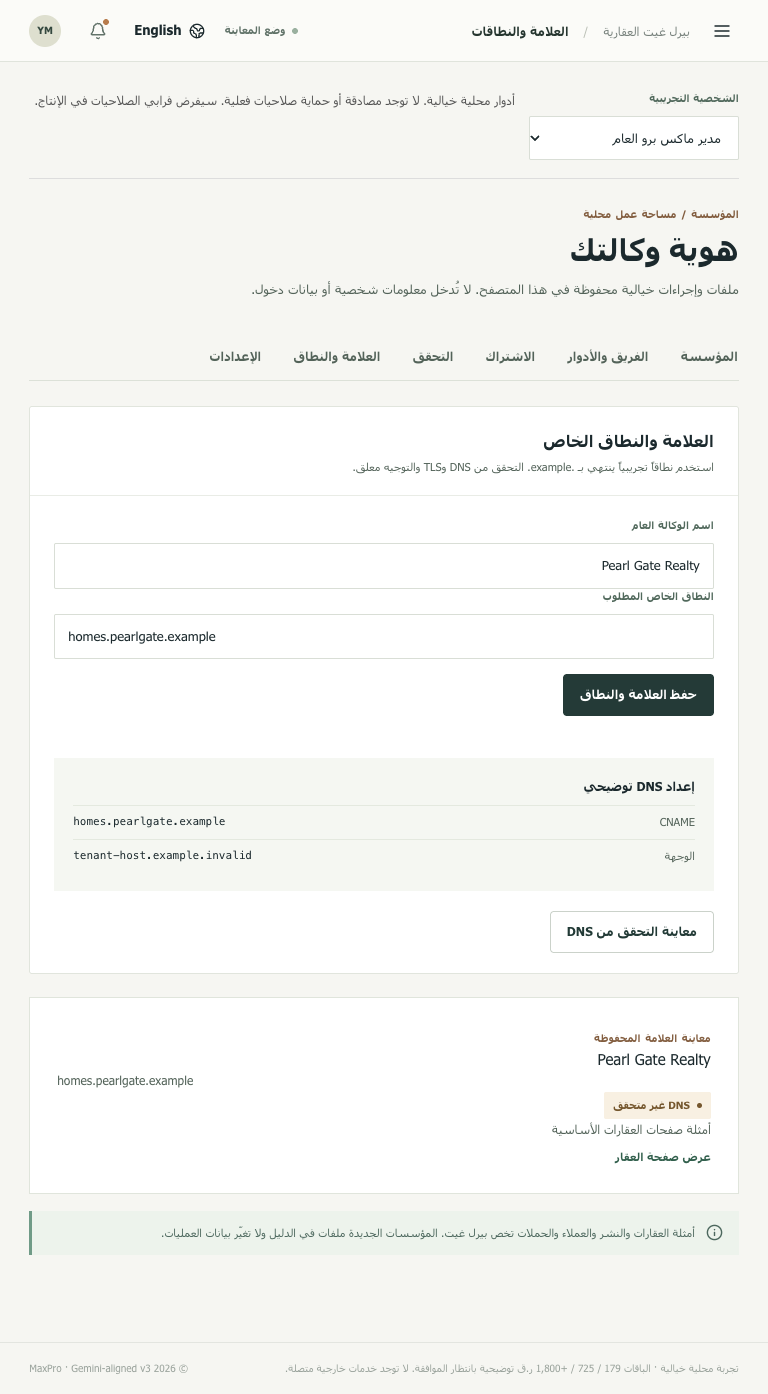 بيرل غيت العقارية / العلامة والنطاقات
وضع المعاينة
English
YM
الشخصية التجريبية
مدير ماكس برو العام
أدوار محلية خيالية. لا توجد مصادقة أو حماية صلاحيات فعلية. سيفرض قرابي الصلاحيات في الإنتاج.
المؤسسة / مساحة عمل محلية
هوية وكالتك
ملفات وإجراءات خيالية محفوظة في هذا المتصفح. لا تُدخل معلومات شخصية أو بيانات دخول.
المؤسسة
الفريق والأدوار
الاشتراك
التحقق
العلامة والنطاق
الإعدادات
العلامة والنطاق الخاص
استخدم نطاقاً تجريبياً ينتهي بـ .example. التحقق من DNS وTLS والتوجيه معلق.
اسم الوكالة العام
Pearl Gate Realty
النطاق الخاص المطلوب
homes.pearlgate.example
حفظ العلامة والنطاق
إعداد DNS توضيحي
CNAME
homes.pearlgate.example
الوجهة
tenant-host.example.invalid
معاينة التحقق من DNS
معاينة العلامة المحفوظة
Pearl Gate Realty
homes.pearlgate.example
DNS غير متحقق
أمثلة صفحات العقارات الأساسية
عرض صفحة العقار
أمثلة العقارات والنشر والعملاء والحملات تخص بيرل غيت. المؤسسات الجديدة ملفات في الدليل ولا تغيّر بيانات العمليات.
تجربة محلية خيالية · الباقات 179 / 725 / 1,800+ ر.ق توضيحية بانتظار الموافقة. لا توجد خدمات خارجية متصلة.
MaxPro · Gemini-aligned v3 2026 ©